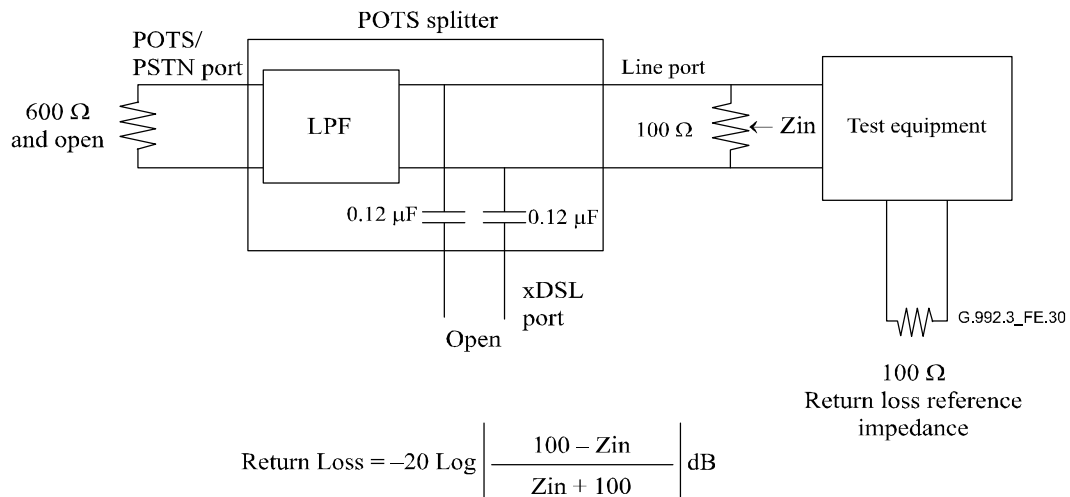 POTS splitter
POTS/
PSTN port
Line port
600 Ω
and open
LPF
100 Ω
← Zin
Test equipment
0.12 μF
0.12 μF
xDSL
port
Open
G.992.3_FE.30
100 Ω
Return loss reference
impedance
Return Loss = –20 Log | (100 – Zin) / (Zin + 100) | dB